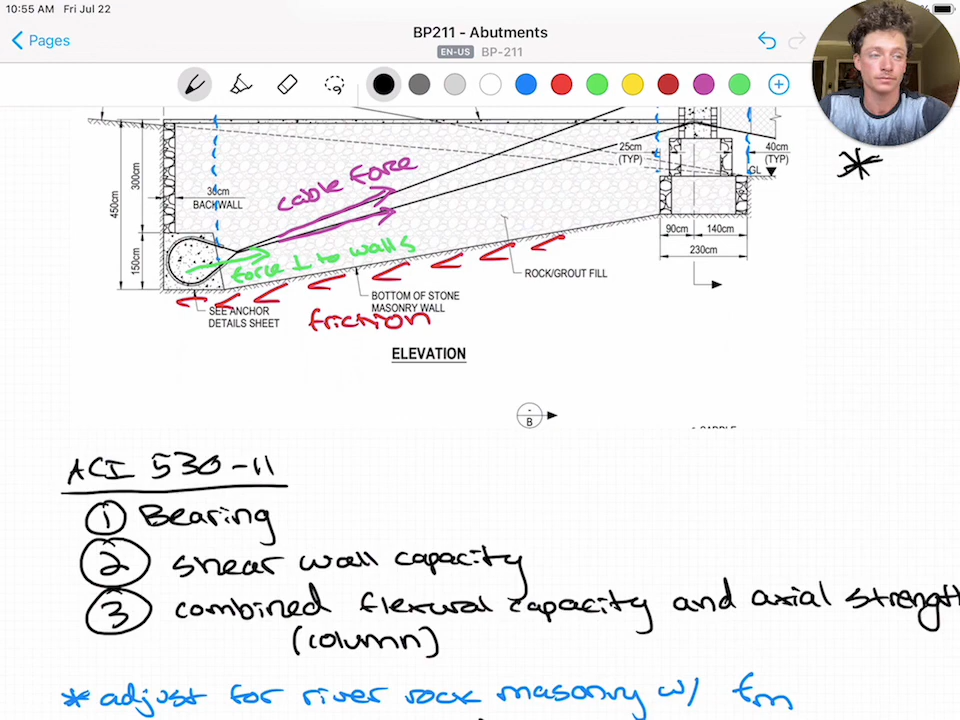 10:55 AM Fri Jul 22
Pages
BP211 - Abutments
EN-US BP-211
300cm
450cm
150cm
30cm
BACKWALL
cable force
force ⊥ to walls
25cm
(TYP)
40cm
(TYP)
GL
90cm
140cm
230cm
ROCK/GROUT FILL
SEE ANCHOR
DETAILS SHEET
BOTTOM OF STONE
MASONRY WALL
friction
ELEVATION
-
B
ACI 530-11
1 Bearing
2 shear wall capacity
3 combined flexural capacity and axial strength
(column)
* adjust for river rock masonry w/ fm